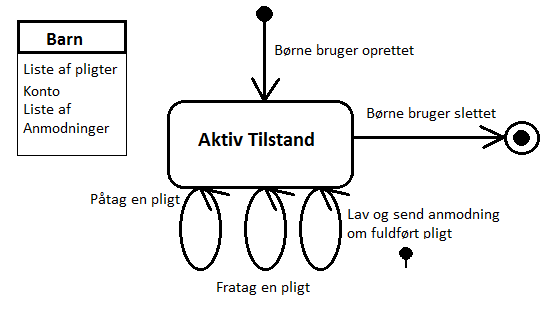 Barn
Liste af pligter
Konto
Liste af
Anmodninger
Børne bruger oprettet
Aktiv Tilstand
Børne bruger slettet
Påtag en pligt
Lav og send anmodning
om fuldført pligt
Fratag en pligt